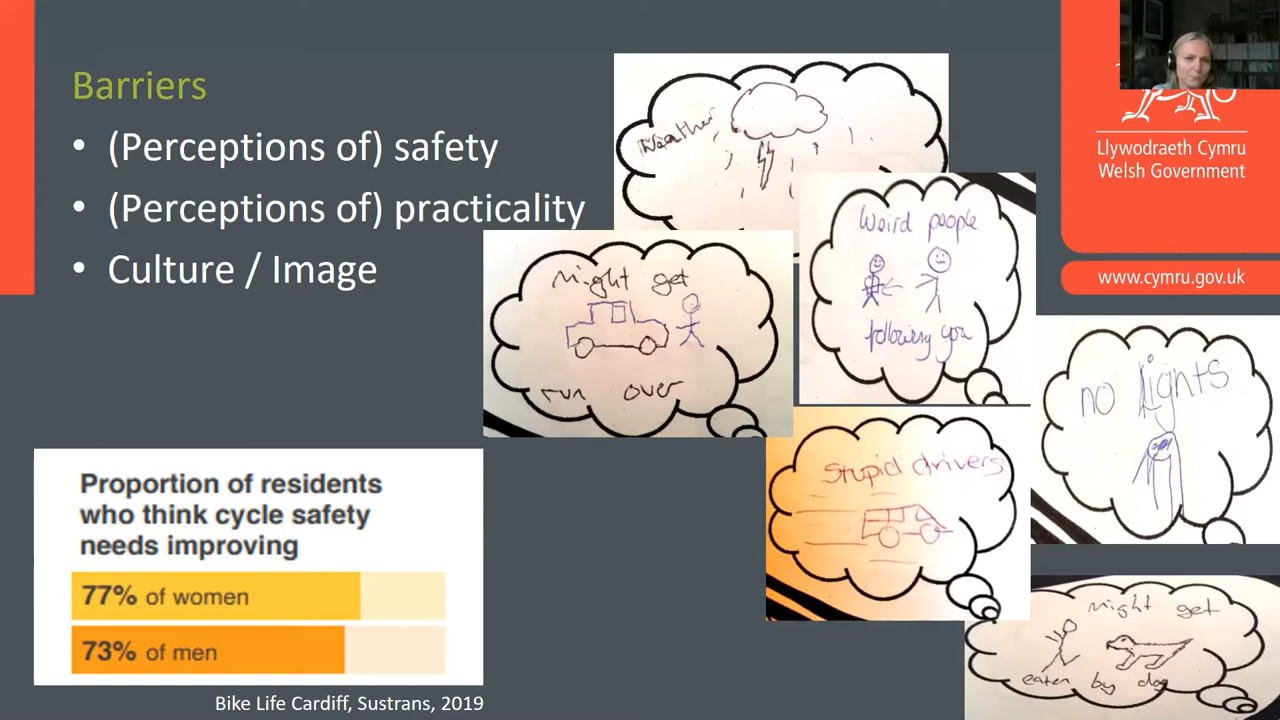 Barriers
• (Perceptions of) safety
• (Perceptions of) practicality
• Culture / Image
Weather
Weird people
following you
might get
run over
no lights
Stupid drivers
might get
eaten by dog
Proportion of residents
who think cycle safety
needs improving
77% of women
73% of men
Bike Life Cardiff, Sustrans, 2019
Llywodraeth Cymru
Welsh Government
www.cymru.gov.uk